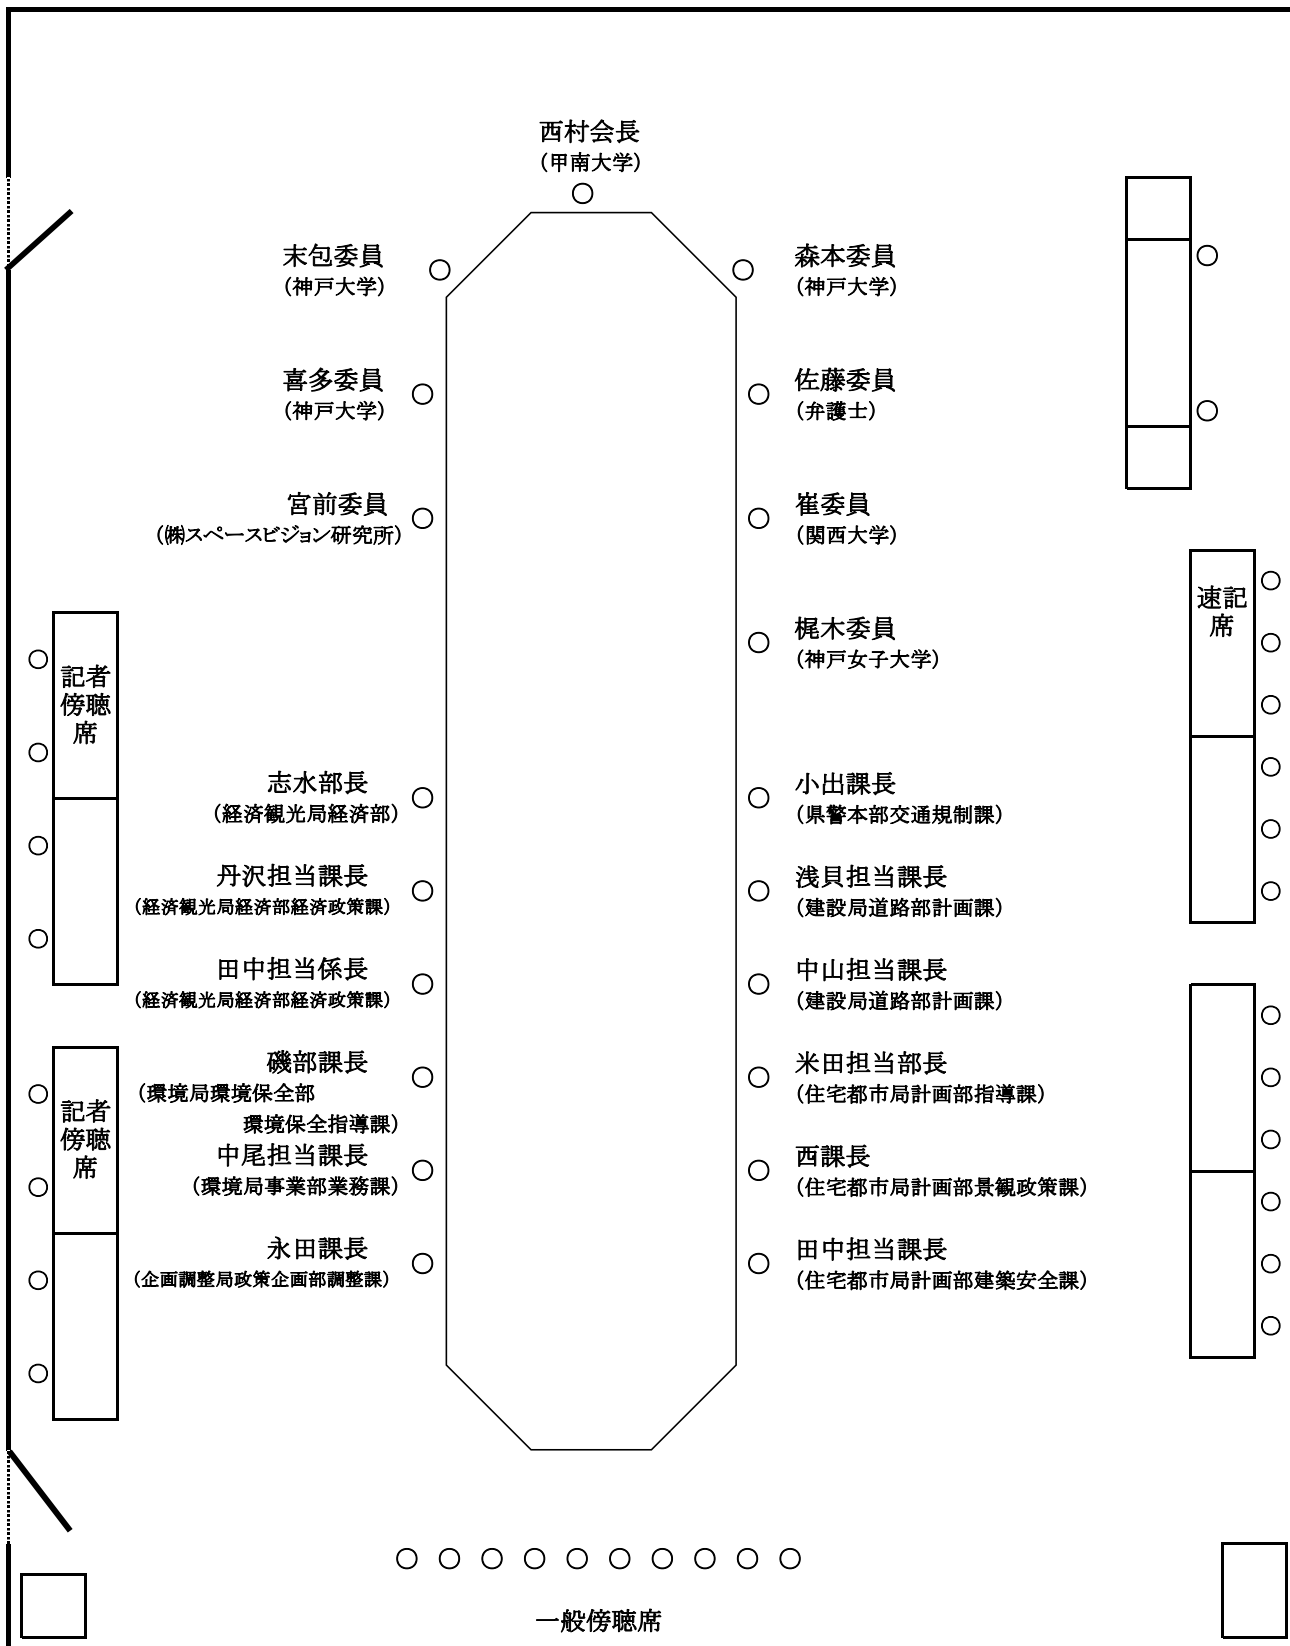 西村会長
（甲南大学）
末包委員
（神戸大学）
森本委員
（神戸大学）
喜多委員
（神戸大学）
佐藤委員
（弁護士）
宮前委員
（㈱スペースビジョン研究所）
崔委員
（関西大学）
梶木委員
（神戸女子大学）
速記
席
記者
傍聴
席
志水部長
（経済観光局経済部）
小出課長
（県警本部交通規制課）
丹沢担当課長
（経済観光局経済部経済政策課）
浅貝担当課長
（建設局道路部計画課）
田中担当係長
（経済観光局経済部経済政策課）
中山担当課長
（建設局道路部計画課）
磯部課長
（環境局環境保全部
環境保全指導課）
米田担当部長
（住宅都市局計画部指導課）
記者
傍聴
席
中尾担当課長
（環境局事業部業務課）
西課長
（住宅都市局計画部景観政策課）
永田課長
（企画調整局政策企画部調整課）
田中担当課長
（住宅都市局計画部建築安全課）
一般傍聴席